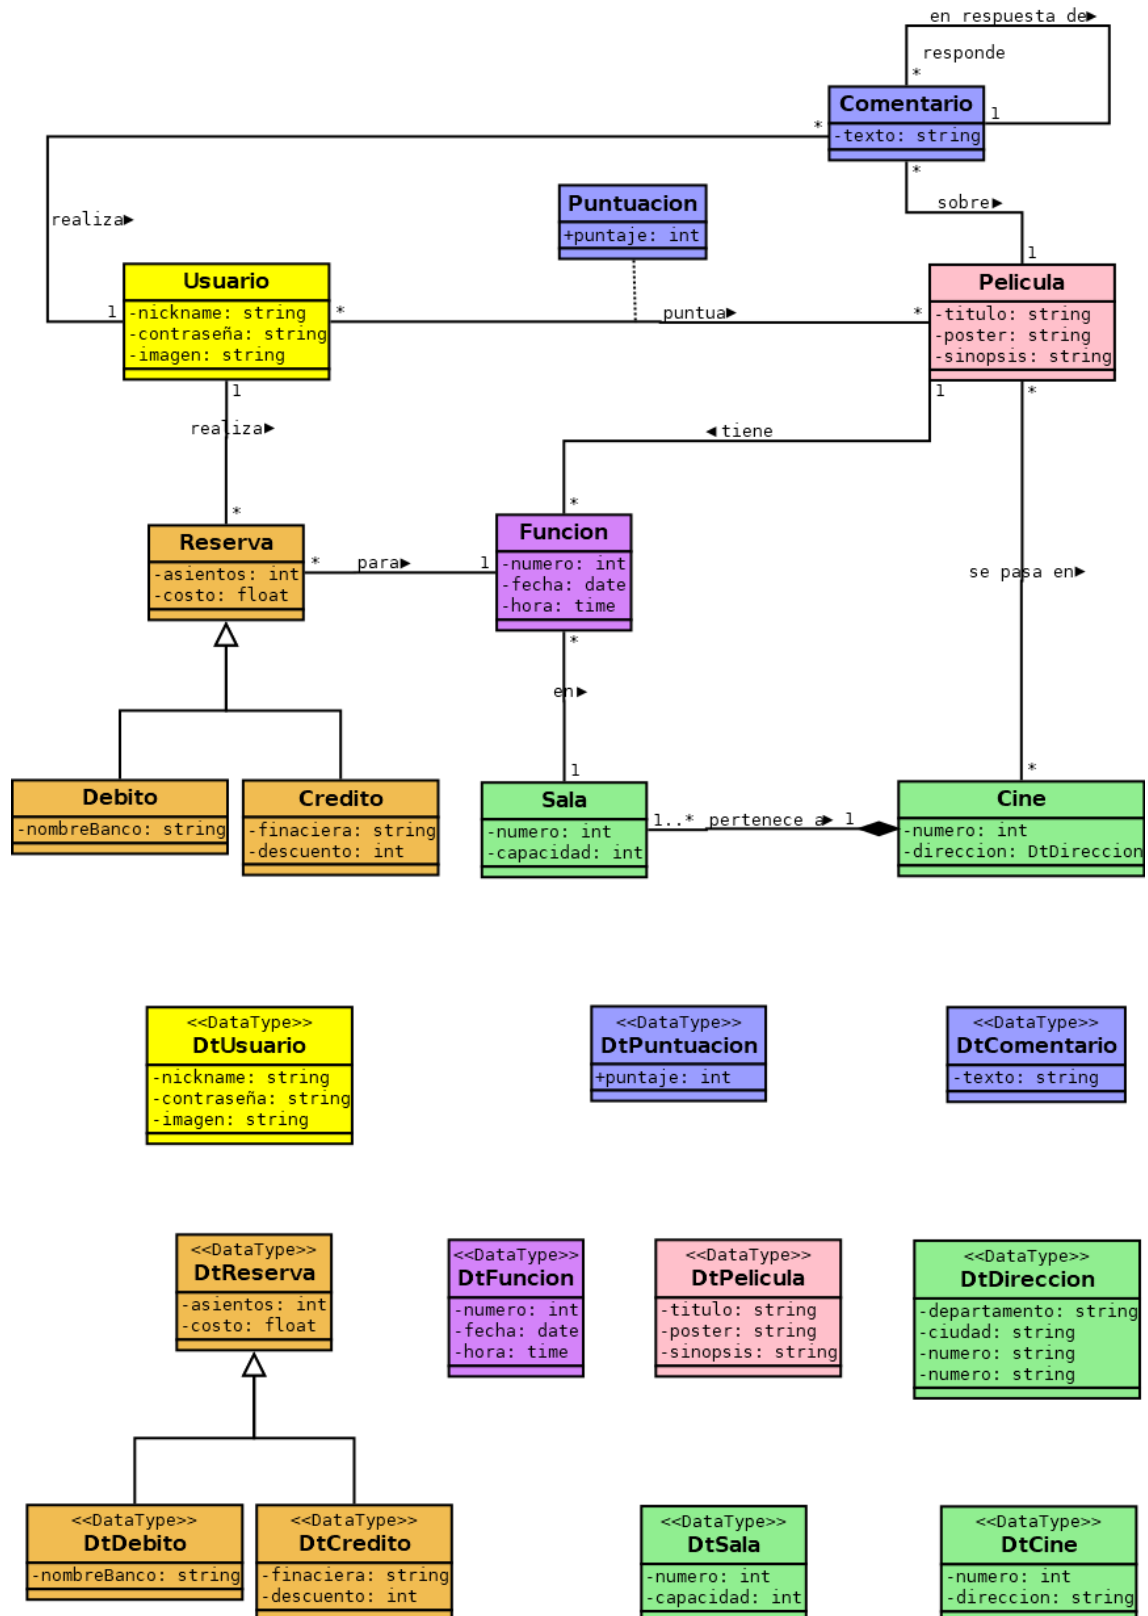 en respuesta de►
responde
*
Comentario
1
-texto: string
*
*
sobre►
1
Puntuacion
+puntaje: int
realiza►
Usuario
-nickname: string
-contraseña: string
-imagen: string
1
*
puntua►
*
Pelicula
-titulo: string
-poster: string
-sinopsis: string
1
realiza►
*
1
◄tiene
*
*
Reserva
-asientos: int
-costo: float
*
para►
1
Funcion
-numero: int
-fecha: date
-hora: time
*
se pasa en►
*
en►
1
Debito
-nombreBanco: string
Credito
-finaciera: string
-descuento: int
Sala
-numero: int
-capacidad: int
1..*
pertenece a►
1
Cine
-numero: int
-direccion: DtDireccion
<<DataType>>
DtUsuario
-nickname: string
-contraseña: string
-imagen: string
<<DataType>>
DtPuntuacion
+puntaje: int
<<DataType>>
DtComentario
-texto: string
<<DataType>>
DtReserva
-asientos: int
-costo: float
<<DataType>>
DtFuncion
-numero: int
-fecha: date
-hora: time
<<DataType>>
DtPelicula
-titulo: string
-poster: string
-sinopsis: string
<<DataType>>
DtDireccion
-departamento: string
-ciudad: string
-numero: string
-numero: string
<<DataType>>
DtDebito
-nombreBanco: string
<<DataType>>
DtCredito
-finaciera: string
-descuento: int
<<DataType>>
DtSala
-numero: int
-capacidad: int
<<DataType>>
DtCine
-numero: int
-direccion: string